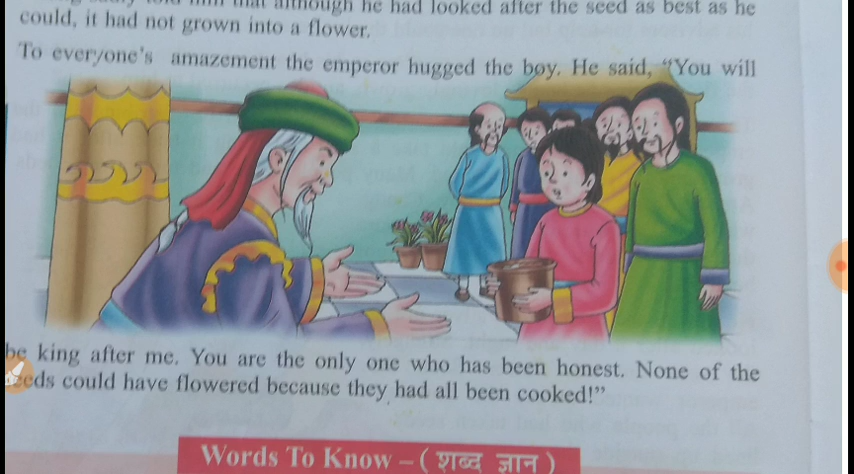 told him that although he had looked after the seed as best as he
could, it had not grown into a flower.
To everyone's amazement the emperor hugged the boy. He said, "You will
be king after me. You are the only one who has been honest. None of the
seeds could have flowered because they had all been cooked!"
Words To Know – ( शब्द ज्ञान )